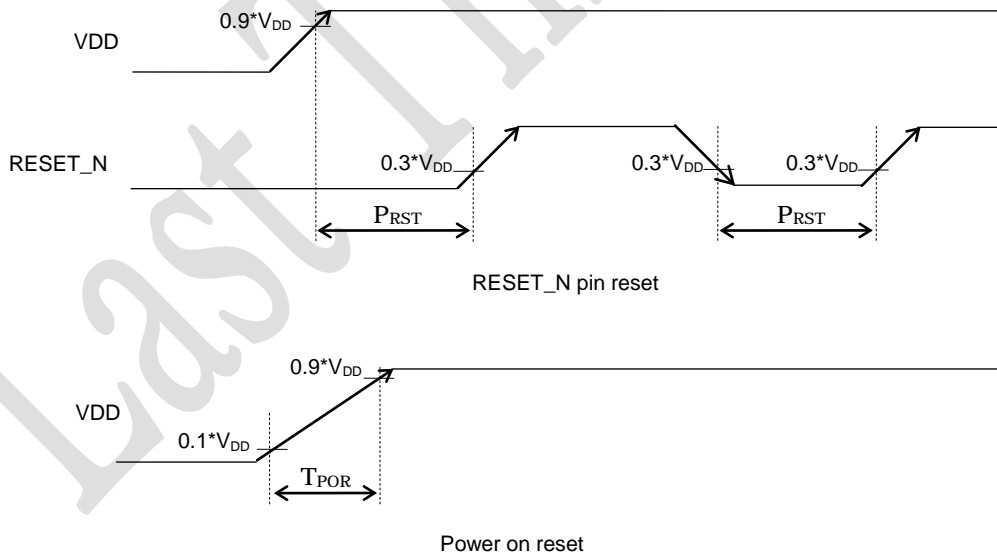 0.9*VDD
VDD
RESET_N
0.3*VDD
0.3*VDD
0.3*VDD
PRST
PRST
RESET_N pin reset
0.9*VDD
VDD
0.1*VDD
TPOR
Power on reset
Last